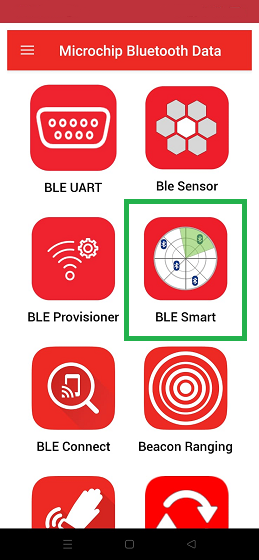 Microchip Bluetooth Data
BLE UART
Ble Sensor
BLE Provisioner
BLE Smart
BLE Connect
Beacon Ranging